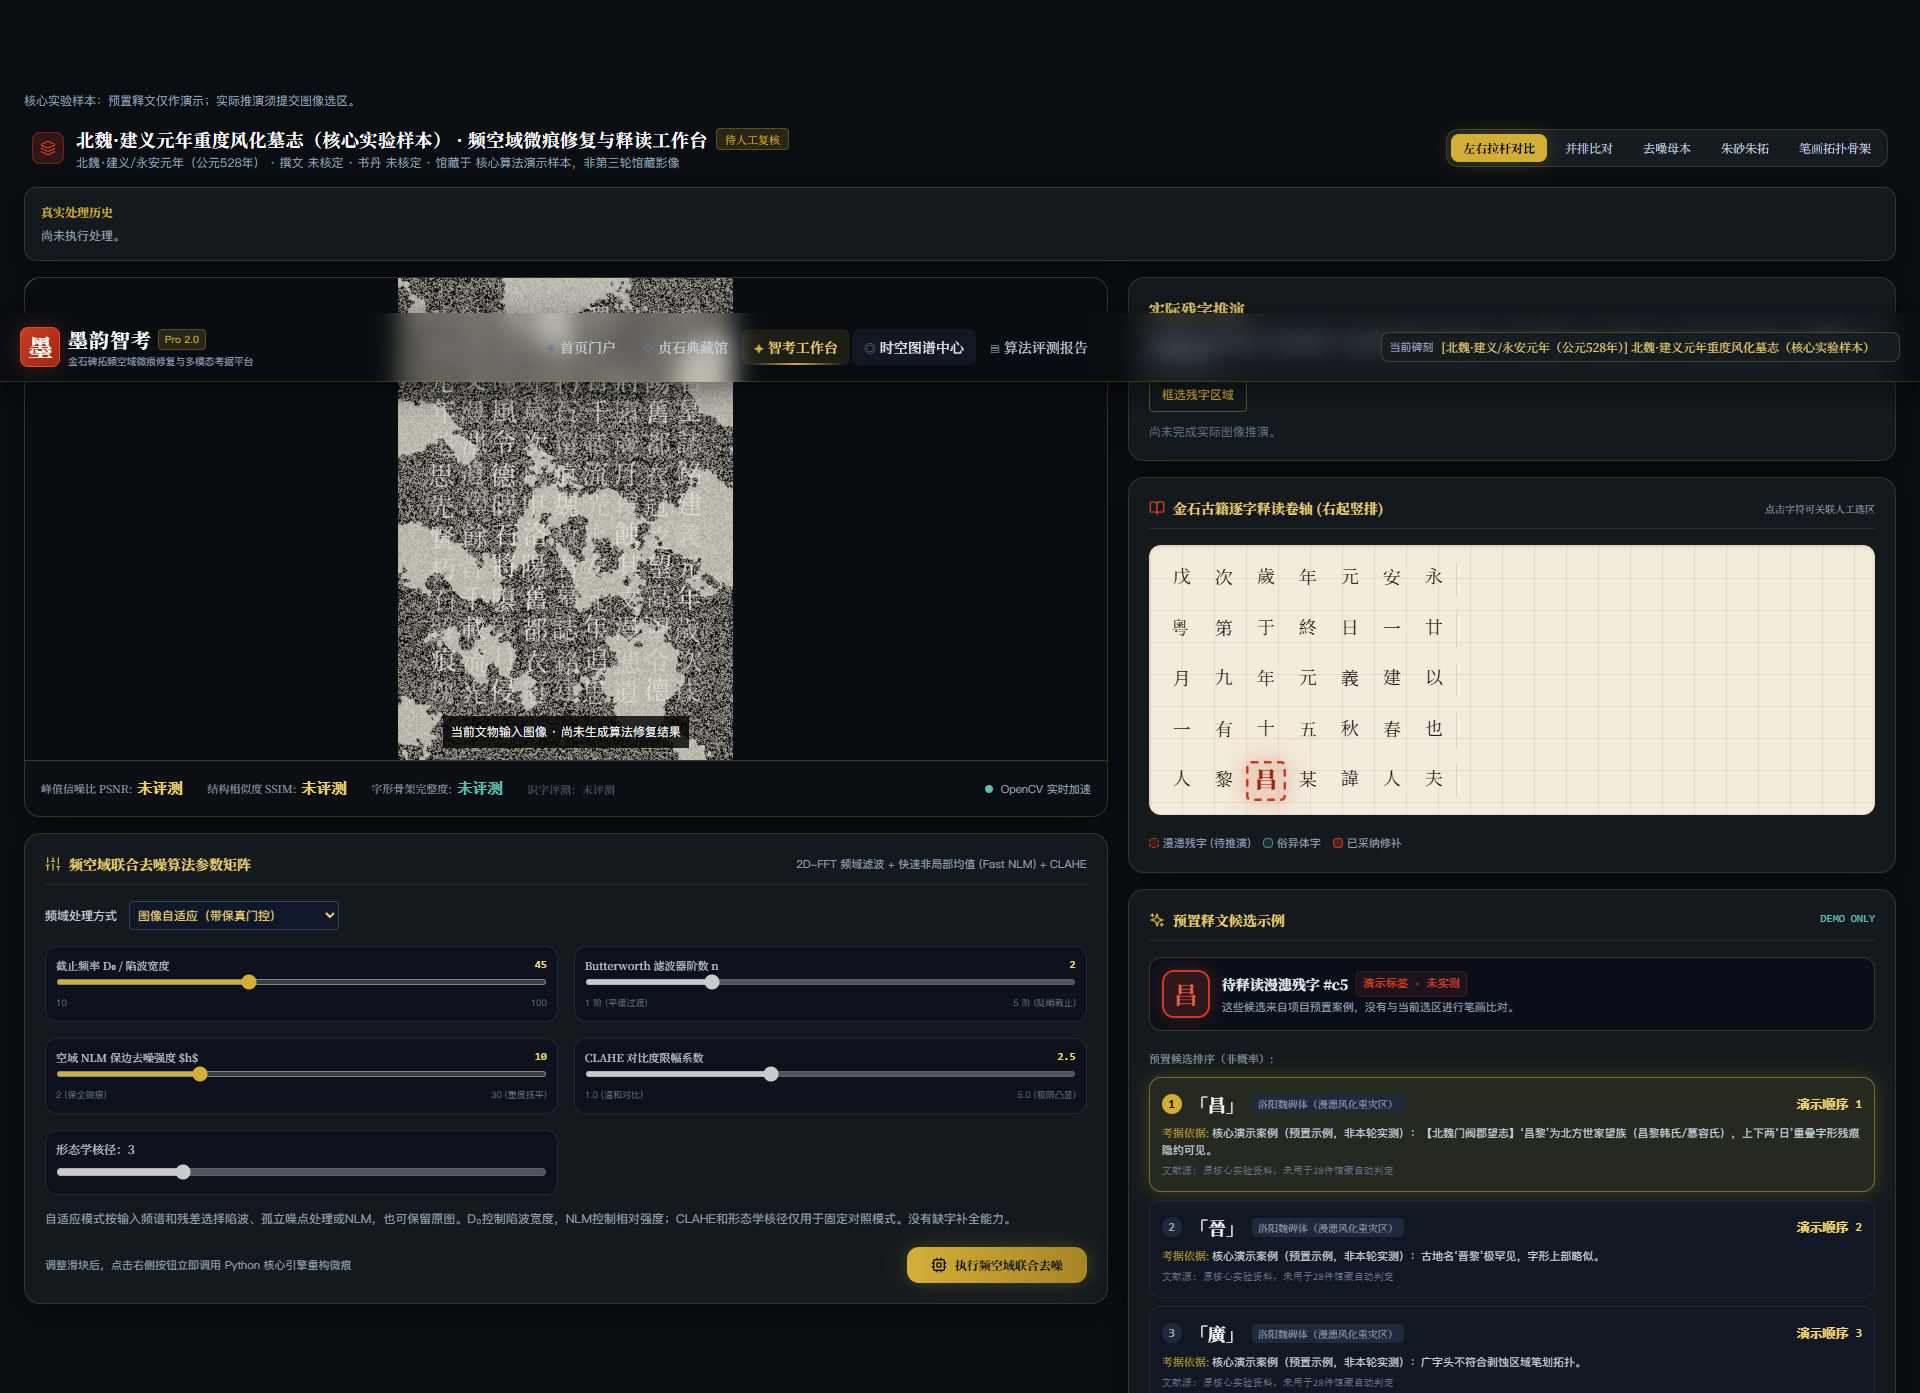 核心实验样本：预置释文仅作演示；实际推演须提交图像选区。
北魏·建义元年重度风化墓志（核心实验样本） · 频空域微痕修复与释读工作台 待人工复核
北魏·建义/永安元年（公元528年） · 撰文 未核定 · 书丹 未核定 · 馆藏于 核心算法演示样本，非第三轮馆藏影像
左右拉杆对比 并排比对 去噪母本 朱砂朱拓 笔画拓扑骨架
真实处理历史
尚未执行处理。
墨 墨韵智考 Pro 2.0
金石碑拓频空域微痕修复与多模态考据平台
首页门户 贞石典藏馆 智考工作台 时空图谱中心 算法评测报告
当前碑刻 [北魏·建义/永安元年（公元528年）] 北魏·建义元年重度风化墓志（核心实验样本）
当前文物输入图像 · 尚未生成算法修复结果
峰值信噪比 PSNR: 未评测 结构相似度 SSIM: 未评测 字形骨架完整度: 未评测 识字评测：未评测 OpenCV 实时加速
频空域联合去噪算法参数矩阵
2D-FFT 频域滤波 + 快速非局部均值 (Fast NLM) + CLAHE
频域处理方式 图像自适应（带保真门控）
截止频率 D₀ / 陷波宽度 45
10 100
Butterworth 滤波器阶数 n 2
1 阶 (平缓过渡) 5 阶 (陡峭截止)
空域 NLM 保边去噪强度 $h$ 10
2 (保全微痕) 30 (重度抚平)
CLAHE 对比度限幅系数 2.5
1.0 (温和对比) 5.0 (极限凸显)
形态学核径：3
自适应模式按输入频谱和残差选择陷波、孤立噪点处理或NLM，也可保留原图。D₀控制陷波宽度，NLM控制相对强度；CLAHE和形态学核径仅用于固定对照模式。没有缺字补全能力。
调整滑块后，点击右侧按钮立即调用 Python 核心引擎重构微痕
执行频空域联合去噪
实际残字推演
框选残字区域
尚未完成实际图像推演。
金石古籍逐字释读卷轴 (右起竖排)
点击字符可关联人工选区
戊 次 歲 年 元 安 永
粵 第 于 終 日 一 廿
月 九 年 元 義 建 以
一 有 十 五 秋 春 也
人 黎 昌 某 諱 人 夫
漫漶残字 (待推演) 俗异体字 已采纳修补
预置释文候选示例
DEMO ONLY
昌 待释读漫漶残字 #c5 演示标签 · 未实测
这些候选来自项目预置案例，没有与当前选区进行笔画比对。
预置候选排序（非概率）:
1 「昌」 洛阳魏碑体（漫漶风化重灾区） 演示顺序 1
考据依据: 核心演示案例（预置示例，非本轮实测）：【北魏门阀郡望志】‘昌黎’为北方世家望族（昌黎韩氏/慕容氏），上下两‘日’重叠字形残痕隐约可见。
文献源：原核心实验资料，未用于28件馆藏自动判定
2 「晉」 洛阳魏碑体（漫漶风化重灾区） 演示顺序 2
考据依据: 核心演示案例（预置示例，非本轮实测）：古地名‘晋黎’极罕见，字形上部略似。
文献源：原核心实验资料，未用于28件馆藏自动判定
3 「廣」 洛阳魏碑体（漫漶风化重灾区） 演示顺序 3
考据依据: 核心演示案例（预置示例，非本轮实测）：广字头不符合剥蚀区域笔划拓扑。
文献源：原核心实验资料，未用于28件馆藏自动判定